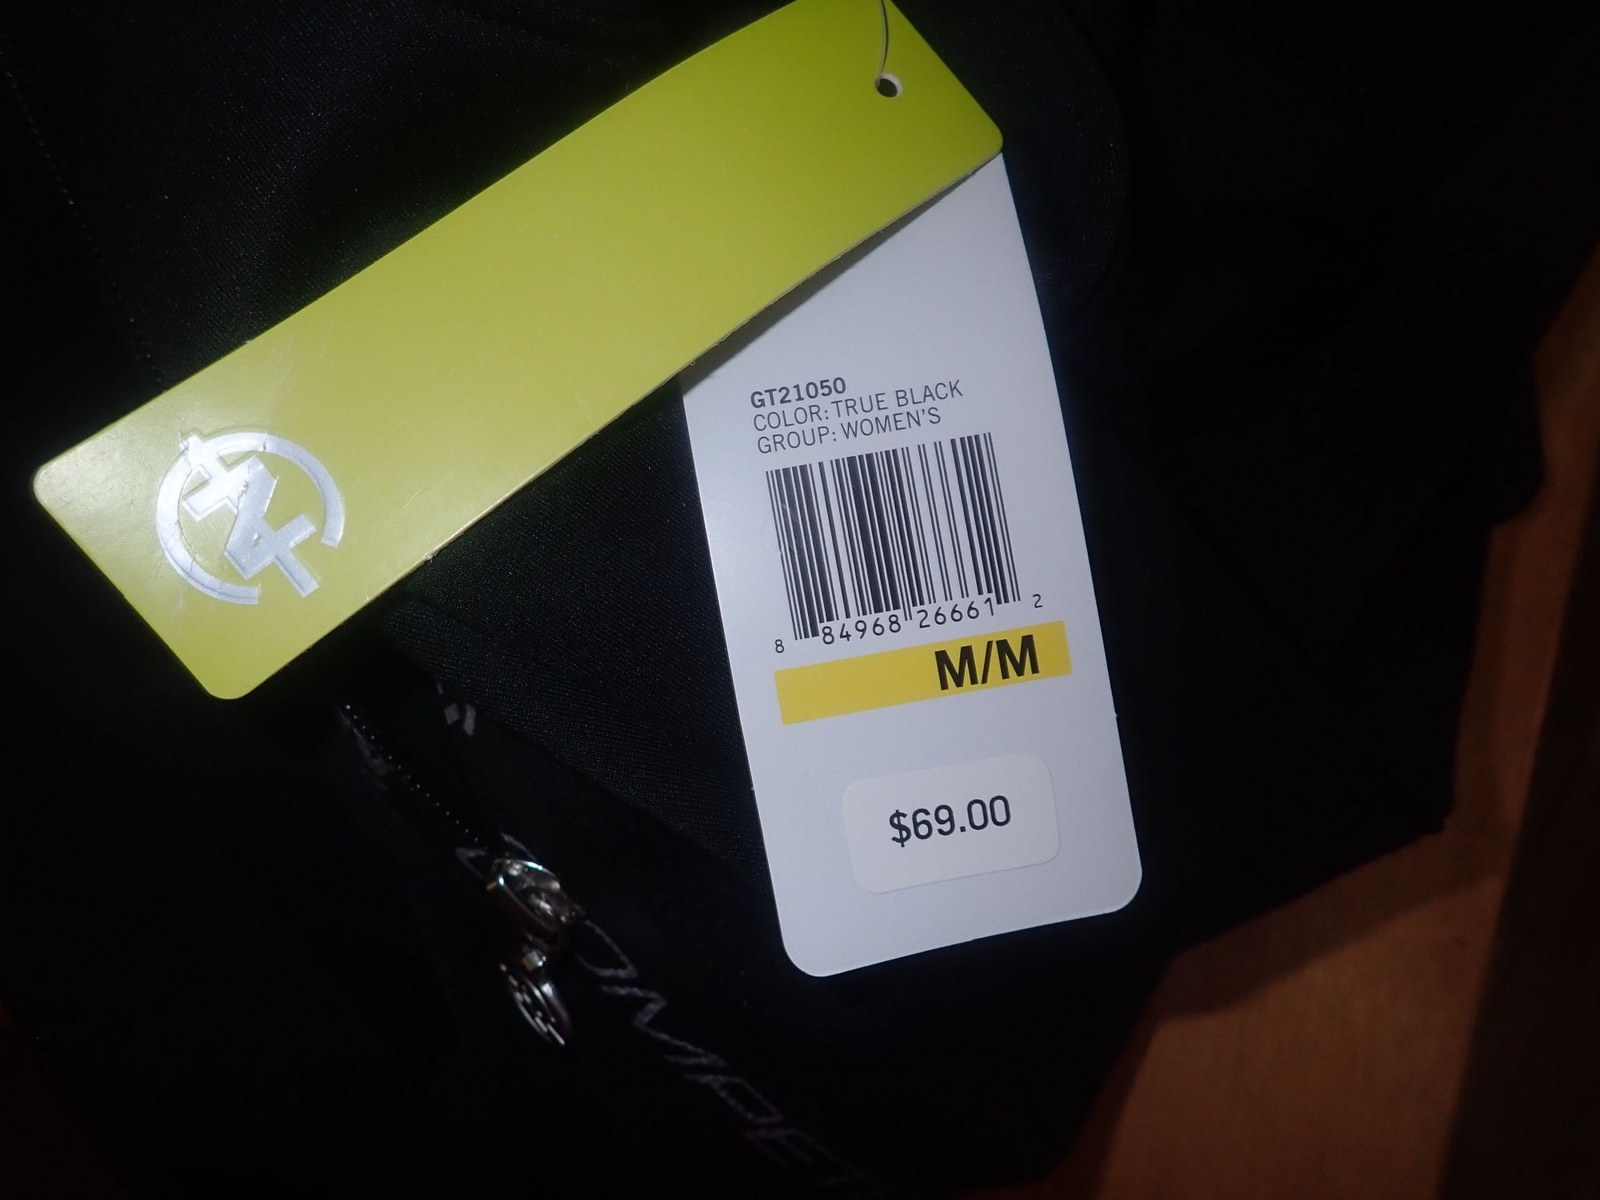 GT21050
COLOR: TRUE BLACK
GROUP: WOMEN'S
8 84968 26661 2
M/M
$69.00